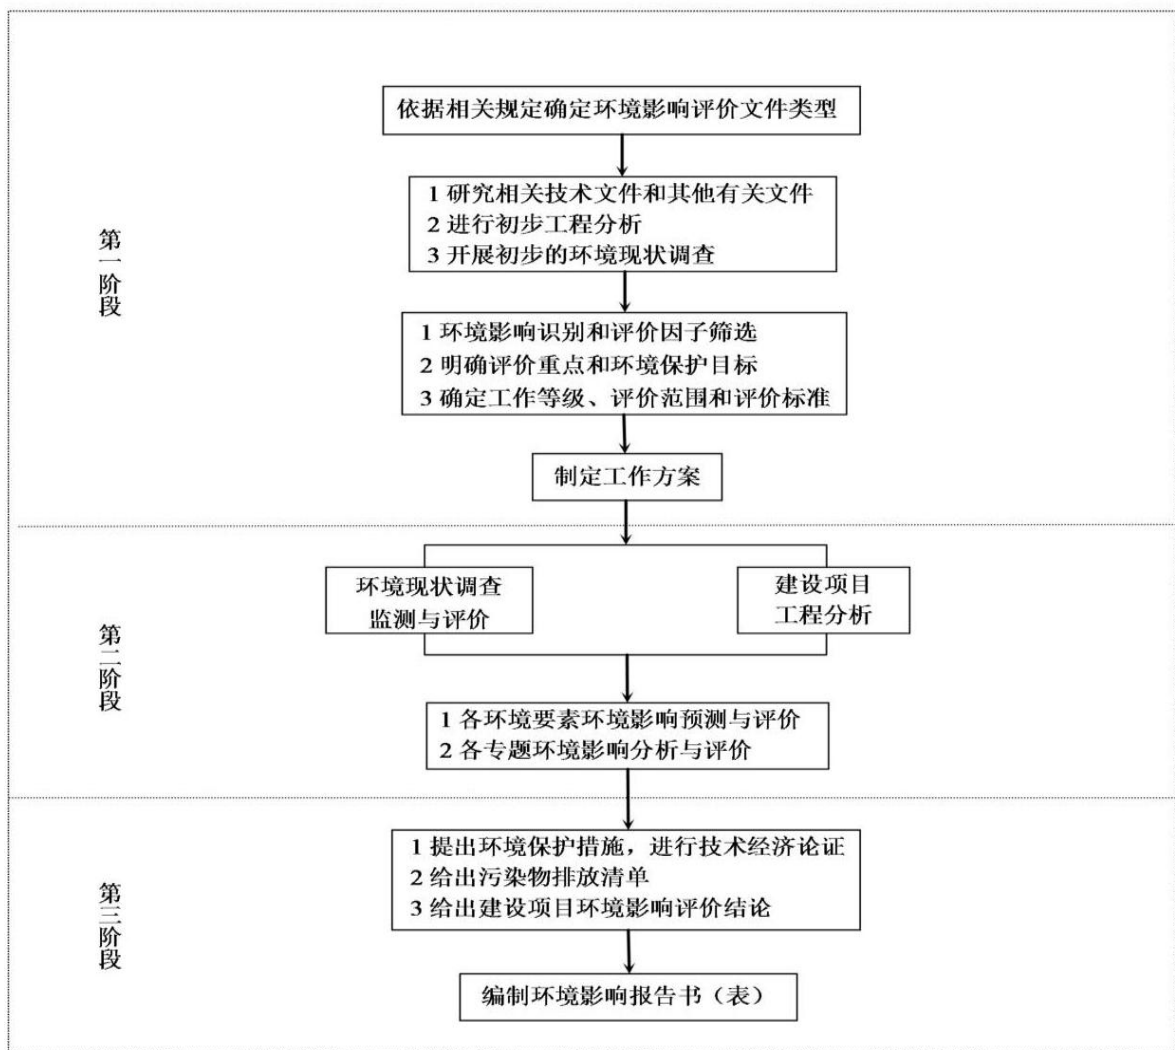 依据相关规定确定环境影响评价文件类型
1 研究相关技术文件和其他有关文件
2 进行初步工程分析
3 开展初步的环境现状调查
第一阶段
1 环境影响识别和评价因子筛选
2 明确评价重点和环境保护目标
3 确定工作等级、评价范围和评价标准
制定工作方案
环境现状调查
监测与评价
建设项目
工程分析
第二阶段
1 各环境要素环境影响预测与评价
2 各专题环境影响分析与评价
1 提出环境保护措施，进行技术经济论证
2 给出污染物排放清单
3 给出建设项目环境影响评价结论
第三阶段
编制环境影响报告书（表）